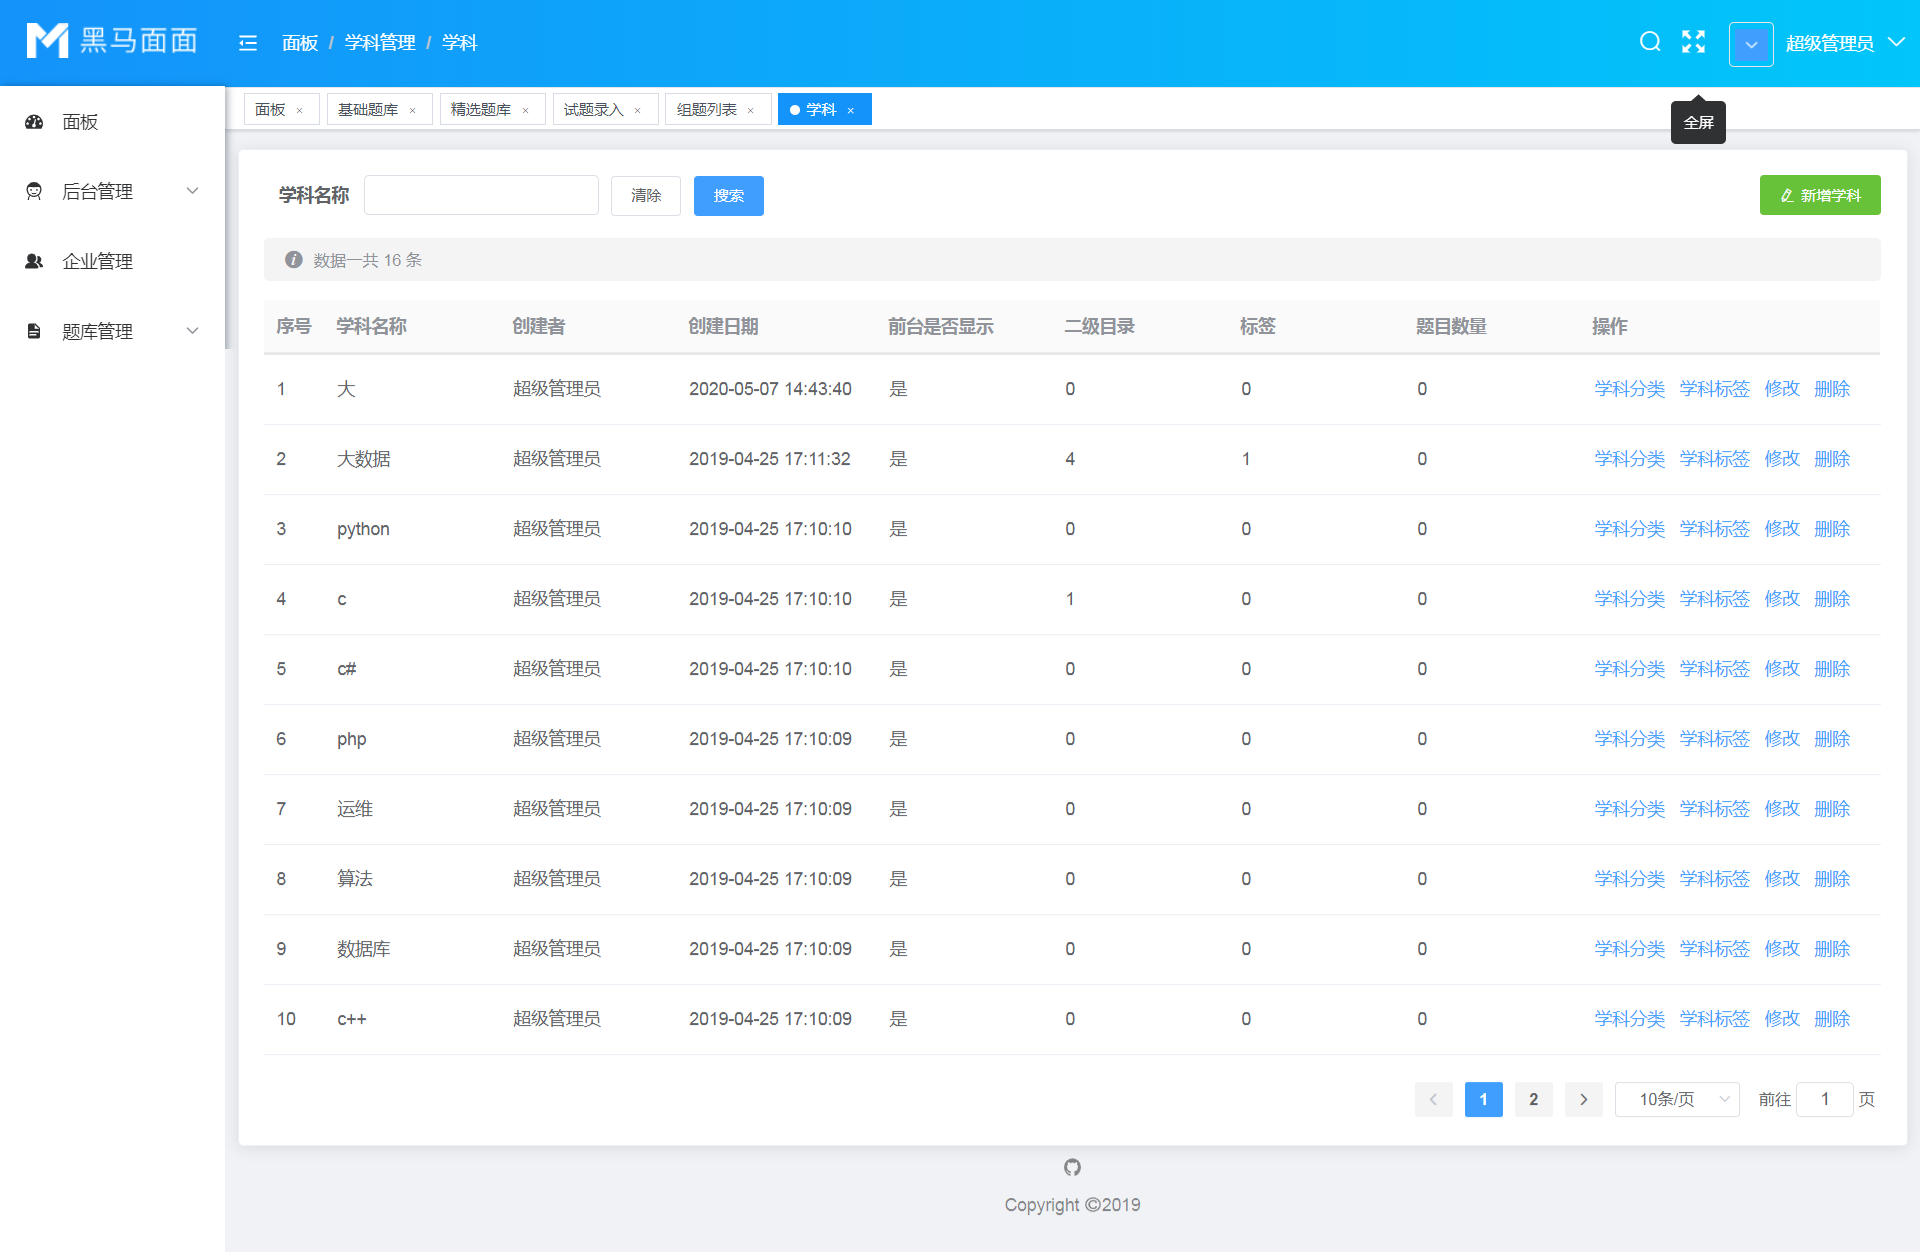 黑马面面
面板 / 学科管理 / 学科
超级管理员
面板
后台管理
企业管理
题库管理
面板 × 基础题库 × 精选题库 × 试题录入 × 组题列表 × 学科 ×
全屏
学科名称 清除 搜索 新增学科
数据一共 16 条
序号 学科名称 创建者 创建日期 前台是否显示 二级目录 标签 题目数量 操作
1 大 超级管理员 2020-05-07 14:43:40 是 0 0 0 学科分类 学科标签 修改 删除
2 大数据 超级管理员 2019-04-25 17:11:32 是 4 1 0 学科分类 学科标签 修改 删除
3 python 超级管理员 2019-04-25 17:10:10 是 0 0 0 学科分类 学科标签 修改 删除
4 c 超级管理员 2019-04-25 17:10:10 是 1 0 0 学科分类 学科标签 修改 删除
5 c# 超级管理员 2019-04-25 17:10:10 是 0 0 0 学科分类 学科标签 修改 删除
6 php 超级管理员 2019-04-25 17:10:09 是 0 0 0 学科分类 学科标签 修改 删除
7 运维 超级管理员 2019-04-25 17:10:09 是 0 0 0 学科分类 学科标签 修改 删除
8 算法 超级管理员 2019-04-25 17:10:09 是 0 0 0 学科分类 学科标签 修改 删除
9 数据库 超级管理员 2019-04-25 17:10:09 是 0 0 0 学科分类 学科标签 修改 删除
10 c++ 超级管理员 2019-04-25 17:10:09 是 0 0 0 学科分类 学科标签 修改 删除
1 2 10条/页 前往 1 页
Copyright ©2019